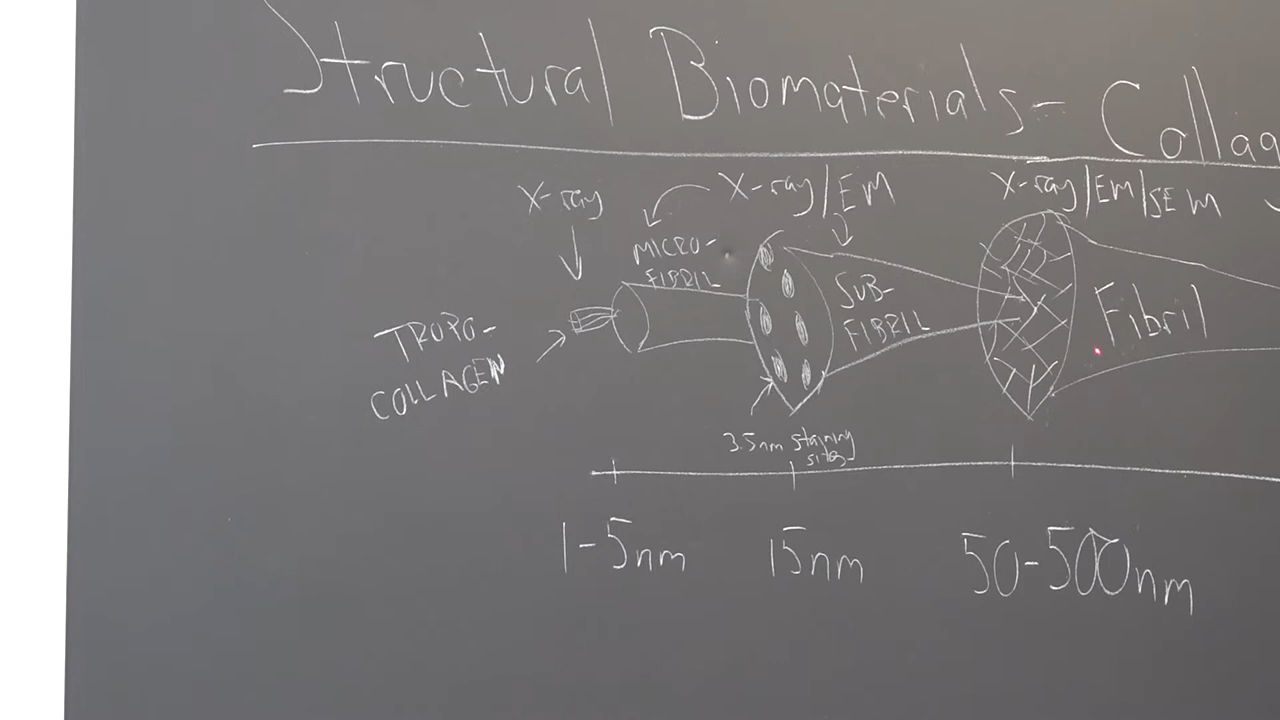 Structural Biomaterials - Collag
X-ray
X-ray/EM
X-ray/EM/SEM
MICRO-
FIBRIL
SUB-
FIBRIL
Fibril
TROPO-
COLLAGEN
3.5nm staining
sites
1-5nm
15nm
50-500nm